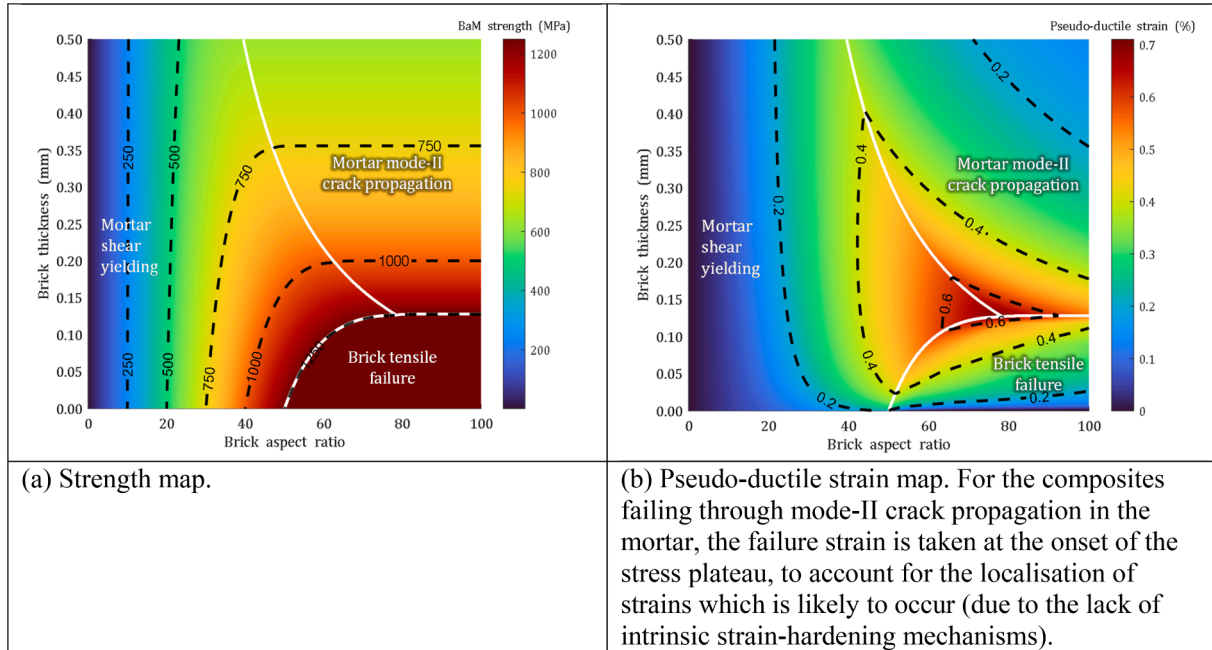 BaM strength (MPa)
0.50
0.45
0.40
0.35
0.30
0.25
0.20
0.15
0.10
0.05
0.00
Brick thickness (mm)
0
20
40
60
80
100
Brick aspect ratio
1200
1000
800
600
400
200
250
500
750
750
Mortar mode-II
crack propagation
Mortar
shear
yielding
1000
1250
Brick tensile
failure
250
500
750
1000
Pseudo-ductile strain (%)
0.50
0.45
0.40
0.35
0.30
0.25
0.20
0.15
0.10
0.05
0.00
Brick thickness (mm)
0
20
40
60
80
100
Brick aspect ratio
0.7
0.6
0.5
0.4
0.3
0.2
0.1
0
0.2
0.4
0.2
Mortar mode-II
crack propagation
Mortar
shear
yielding
0.4
0.6
0.6
0.4
0.4
Brick tensile
failure
0.2
0.2
(a) Strength map.
(b) Pseudo-ductile strain map. For the composites
failing through mode-II crack propagation in the
mortar, the failure strain is taken at the onset of the
stress plateau, to account for the localisation of
strains which is likely to occur (due to the lack of
intrinsic strain-hardening mechanisms).